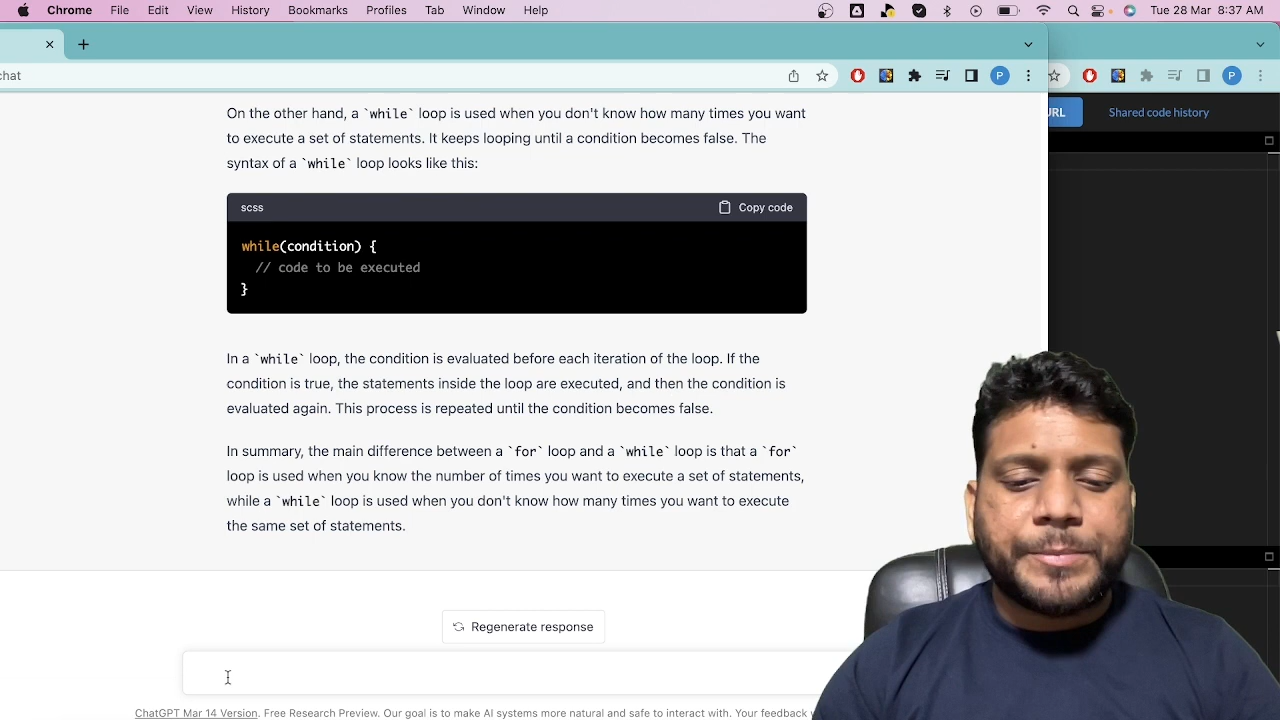 Chrome File Edit View History Bookmarks Profiles Tab Window Help Tue 28 Mar 8:37 AM
chat P P
URL Shared code history
On the other hand, a `while` loop is used when you don't know how many times you want
to execute a set of statements. It keeps looping until a condition becomes false. The
syntax of a `while` loop looks like this:
scss Copy code
while(condition) {
// code to be executed
}
In a `while` loop, the condition is evaluated before each iteration of the loop. If the
condition is true, the statements inside the loop are executed, and then the condition is
evaluated again. This process is repeated until the condition becomes false.
In summary, the main difference between a `for` loop and a `while` loop is that a `for`
loop is used when you know the number of times you want to execute a set of statements,
while a `while` loop is used when you don't know how many times you want to execute
the same set of statements.
Regenerate response
ChatGPT Mar 14 Version. Free Research Preview. Our goal is to make AI systems more natural and safe to interact with. Your feedback